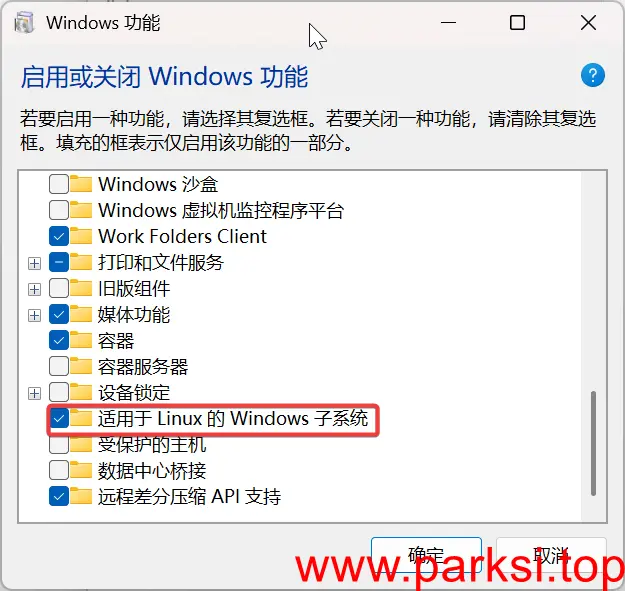 Windows 功能
启用或关闭 Windows 功能
?
若要启用一种功能，请选择其复选框。若要关闭一种功能，请清除其复选
框。填充的框表示仅启用该功能的一部分。
Windows 沙盒
Windows 虚拟机监控程序平台
Work Folders Client
打印和文件服务
旧版组件
媒体功能
容器
容器服务器
设备锁定
适用于 Linux 的 Windows 子系统
受保护的主机
数据中心桥接
远程差分压缩 API 支持
确定
取消
www.parksi.top